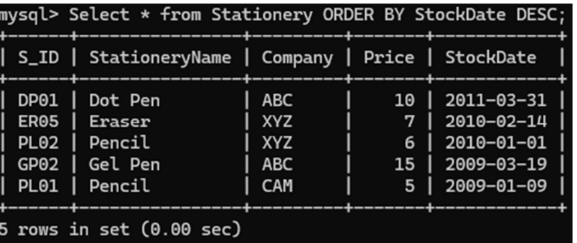 mysql> Select * from Stationery ORDER BY StockDate DESC;
+------+----------------+---------+-------+------------+
| S_ID | StationeryName | Company | Price | StockDate  |
+------+----------------+---------+-------+------------+
| DP01 | Dot Pen        | ABC     |    10 | 2011-03-31 |
| ER05 | Eraser         | XYZ     |     7 | 2010-02-14 |
| PL02 | Pencil         | XYZ     |     6 | 2010-01-01 |
| GP02 | Gel Pen        | ABC     |    15 | 2009-03-19 |
| PL01 | Pencil         | CAM     |     5 | 2009-01-09 |
+------+----------------+---------+-------+------------+
5 rows in set (0.00 sec)